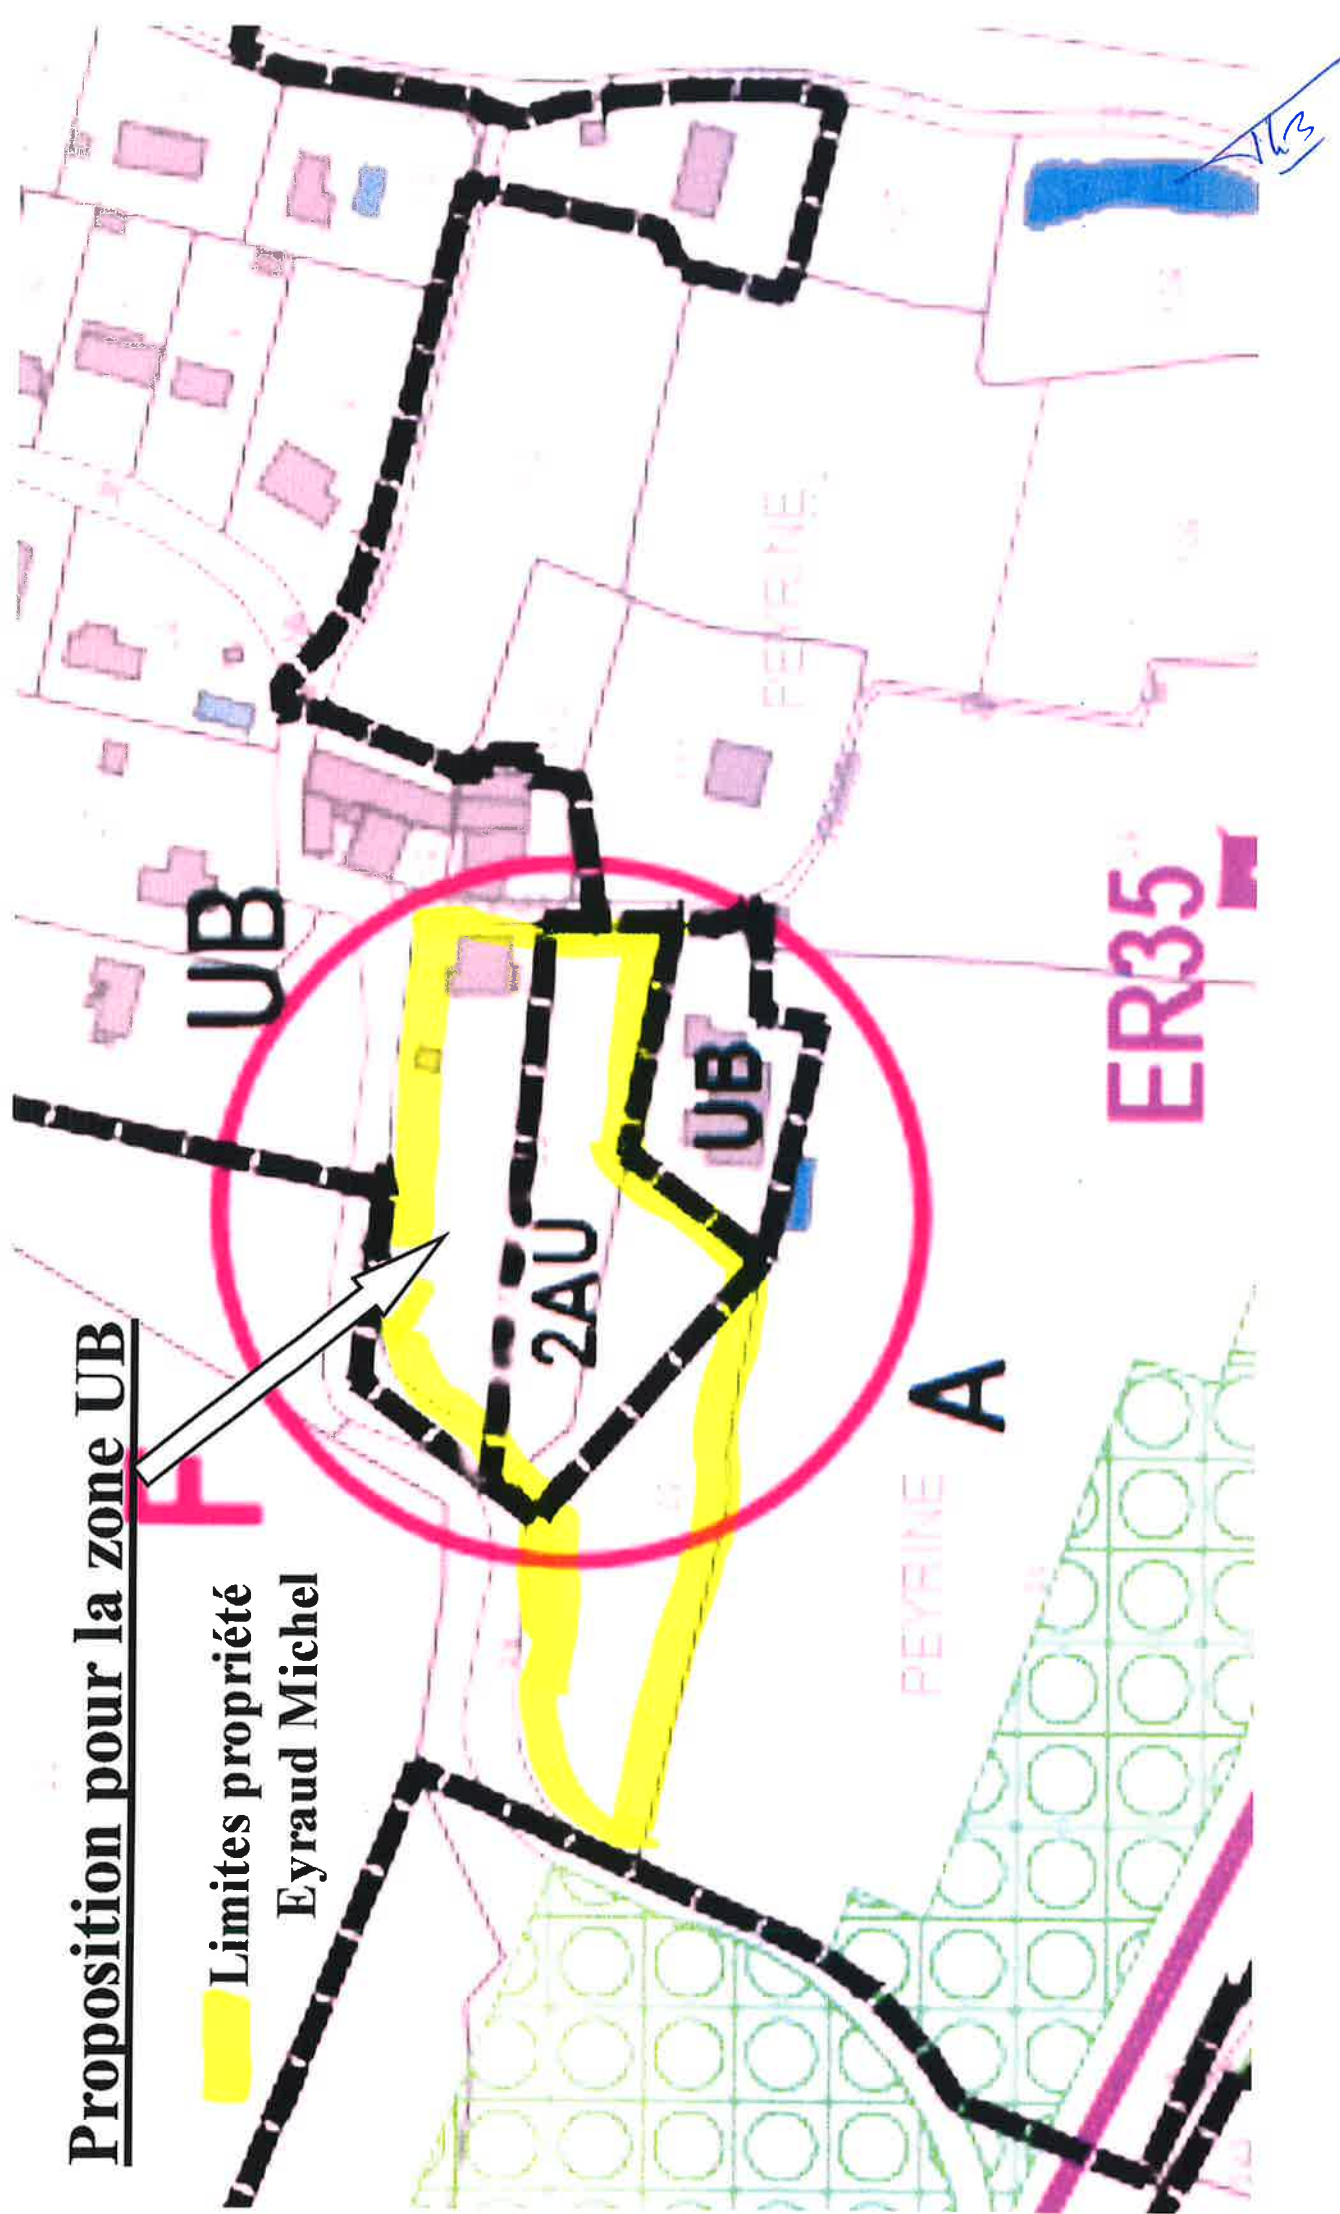 Proposition pour la zone UB
Limites propriété
Eyraud Michel
UB
2AU
UB
A
PEYRINE
PEYRINE
ER35